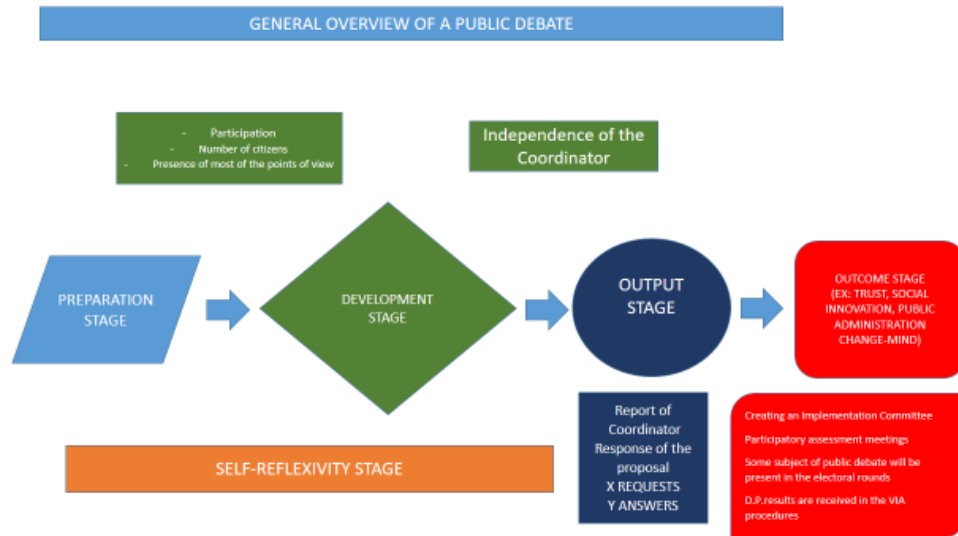 GENERAL OVERVIEW OF A PUBLIC DEBATE
- Participation
- Number of citizens
- Presence of most of the points of view
Independence of the
Coordinator
PREPARATION
STAGE
DEVELOPMENT
STAGE
OUTPUT
STAGE
OUTCOME STAGE
(EX: TRUST, SOCIAL
INNOVATION, PUBLIC
ADMINISTRATION
CHANGE-MIND)
SELF-REFLEXIVITY STAGE
Report of
Coordinator
Response of the
proposal
X REQUESTS
Y ANSWERS
Creating an Implementation Committee
Participatory assessment meetings
Some subject of public debate will be
present in the electoral rounds
D.P.results are received in the VIA
procedures